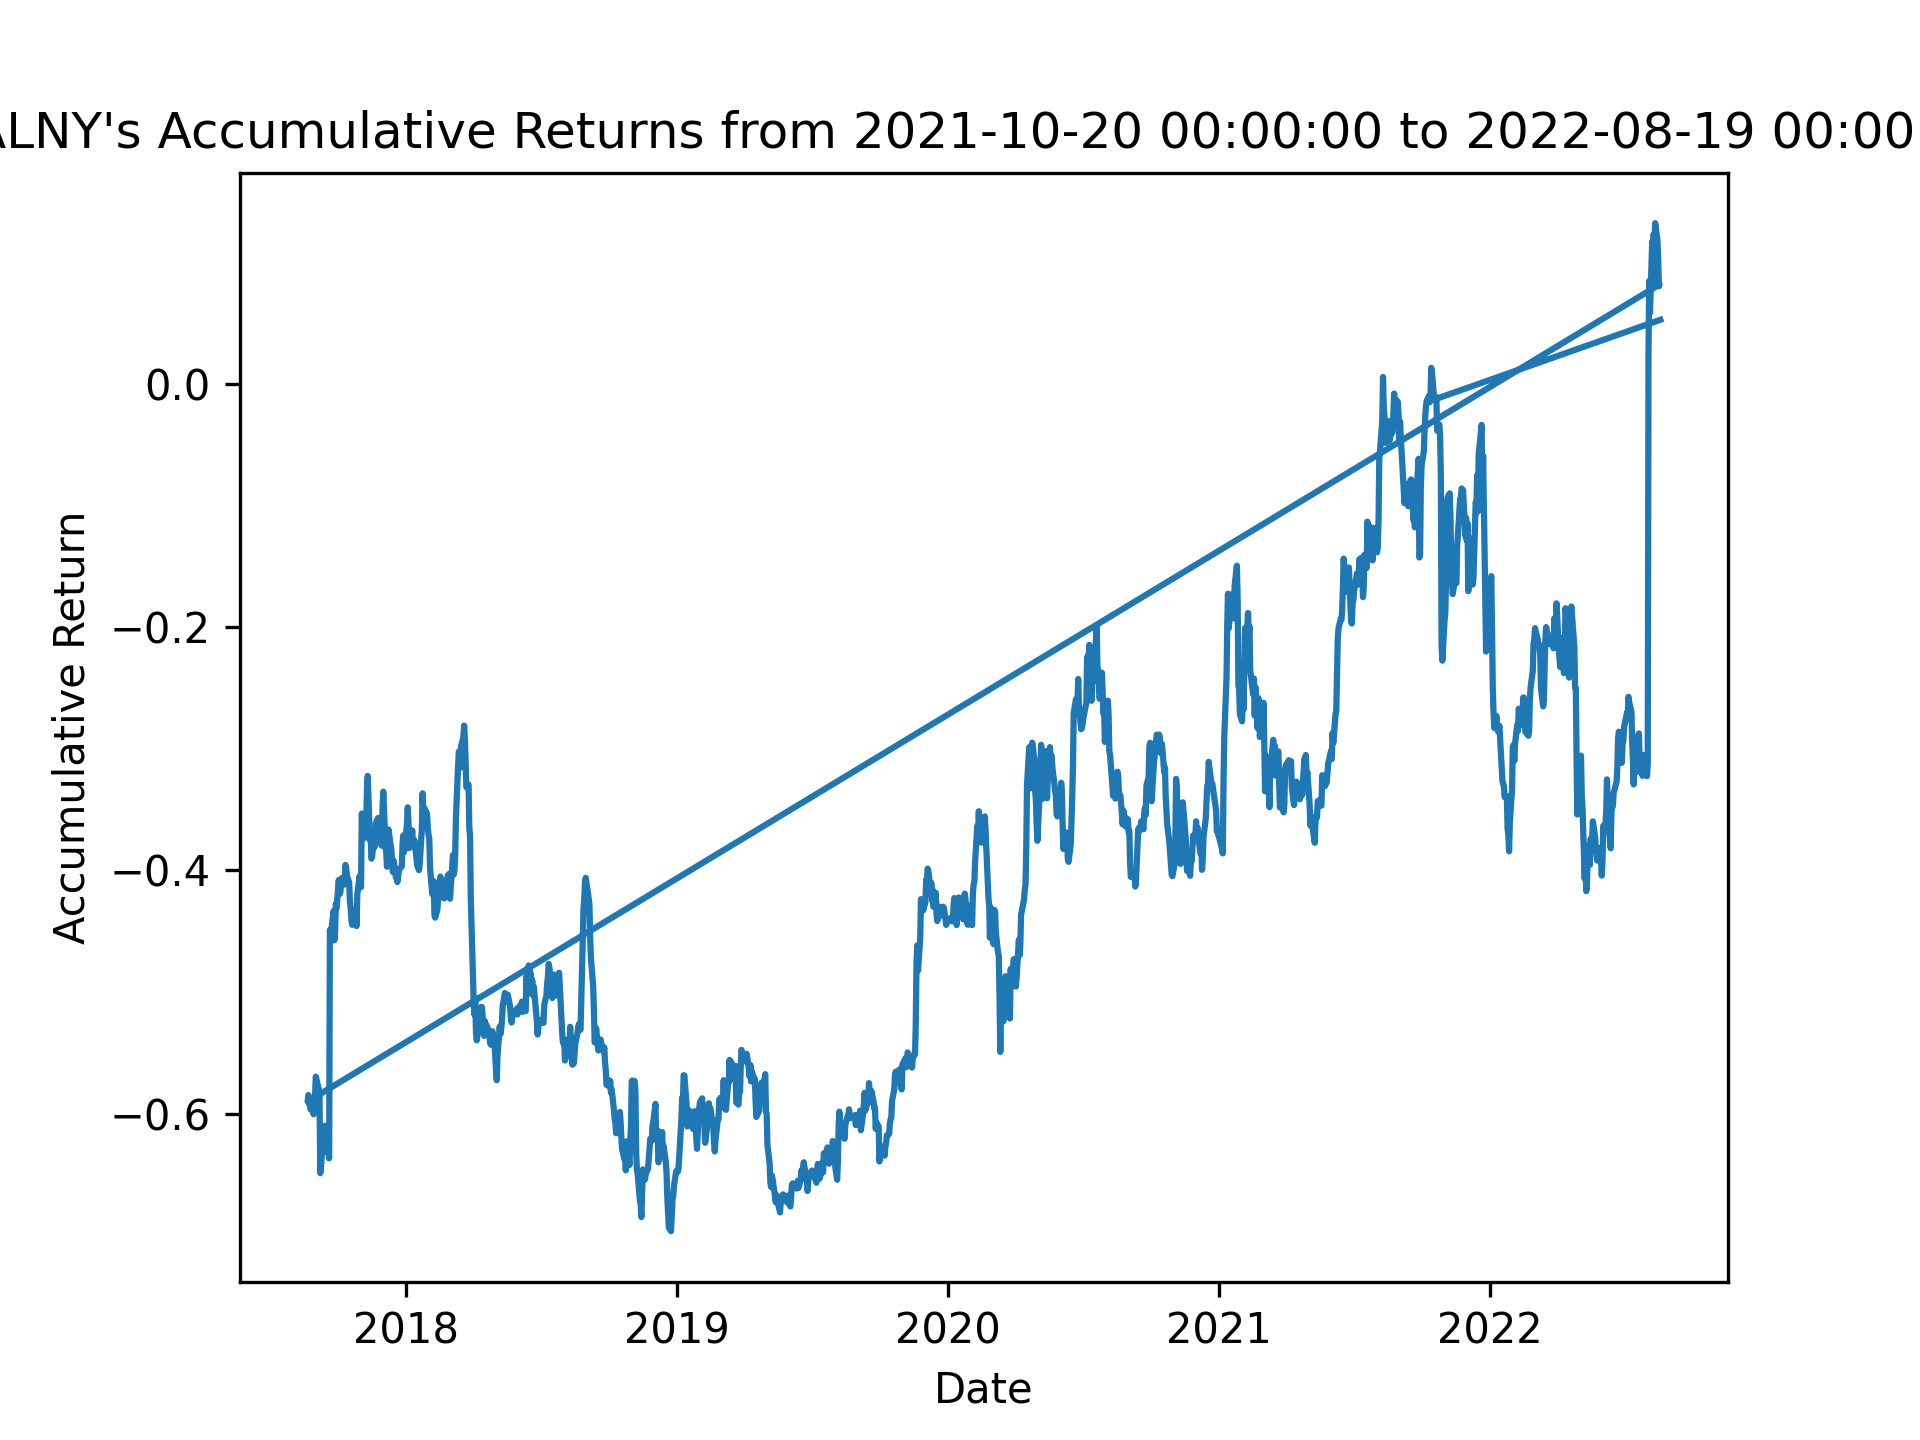 ALNY's Accumulative Returns from 2021-10-20 00:00:00 to 2022-08-19 00:00
Accumulative Return
0.0
−0.2
−0.4
−0.6
2018 2019 2020 2021 2022
Date